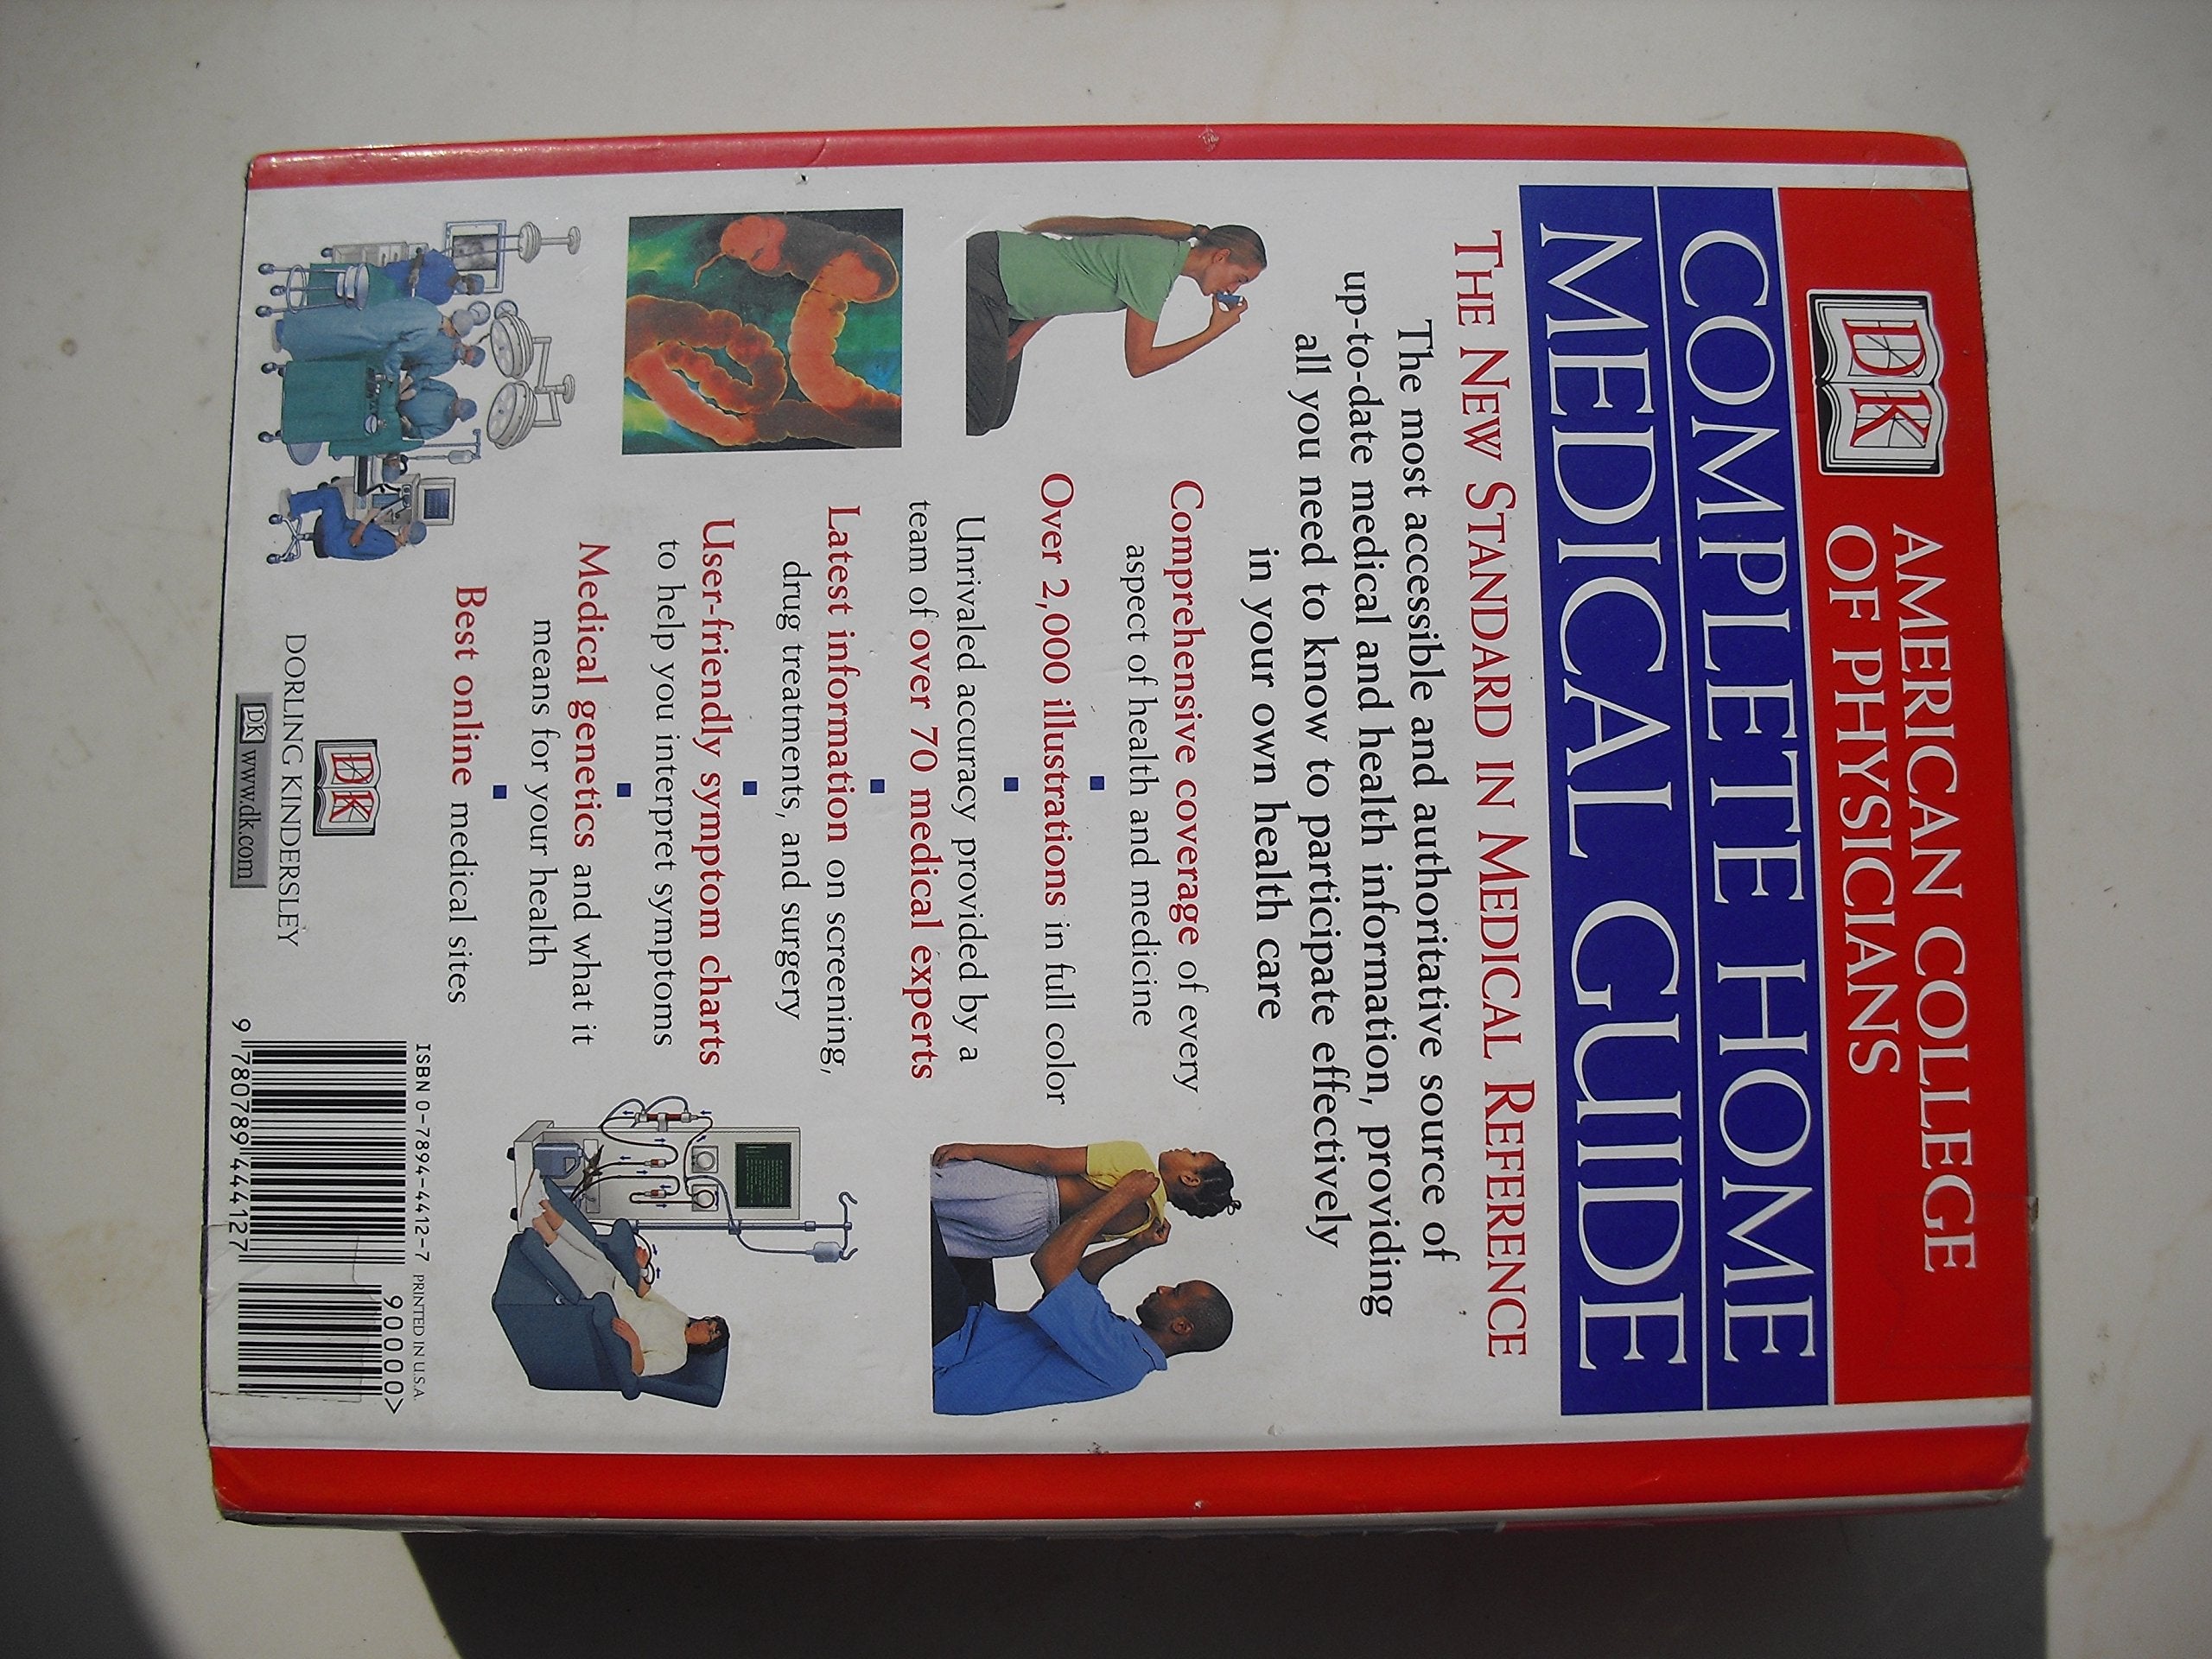 DK
AMERICAN COLLEGE
OF PHYSICIANS
COMPLETE HOME
MEDICAL GUIDE
THE NEW STANDARD IN MEDICAL REFERENCE
The most accessible and authoritative source of
up-to-date medical and health information, providing
all you need to know to participate effectively
in your own health care
Comprehensive coverage of every
aspect of health and medicine
Over 2,000 illustrations in full color
Unrivaled accuracy provided by a
team of over 70 medical experts
Latest information on screening,
drug treatments, and surgery
User-friendly symptom charts
to help you interpret symptoms
Medical genetics and what it
means for your health
Best online medical sites
DK
DORLING KINDERSLEY
DK www.dk.com
ISBN 0-7894-4412-7 PRINTED IN U.S.A.
90000>
9 780789 444127